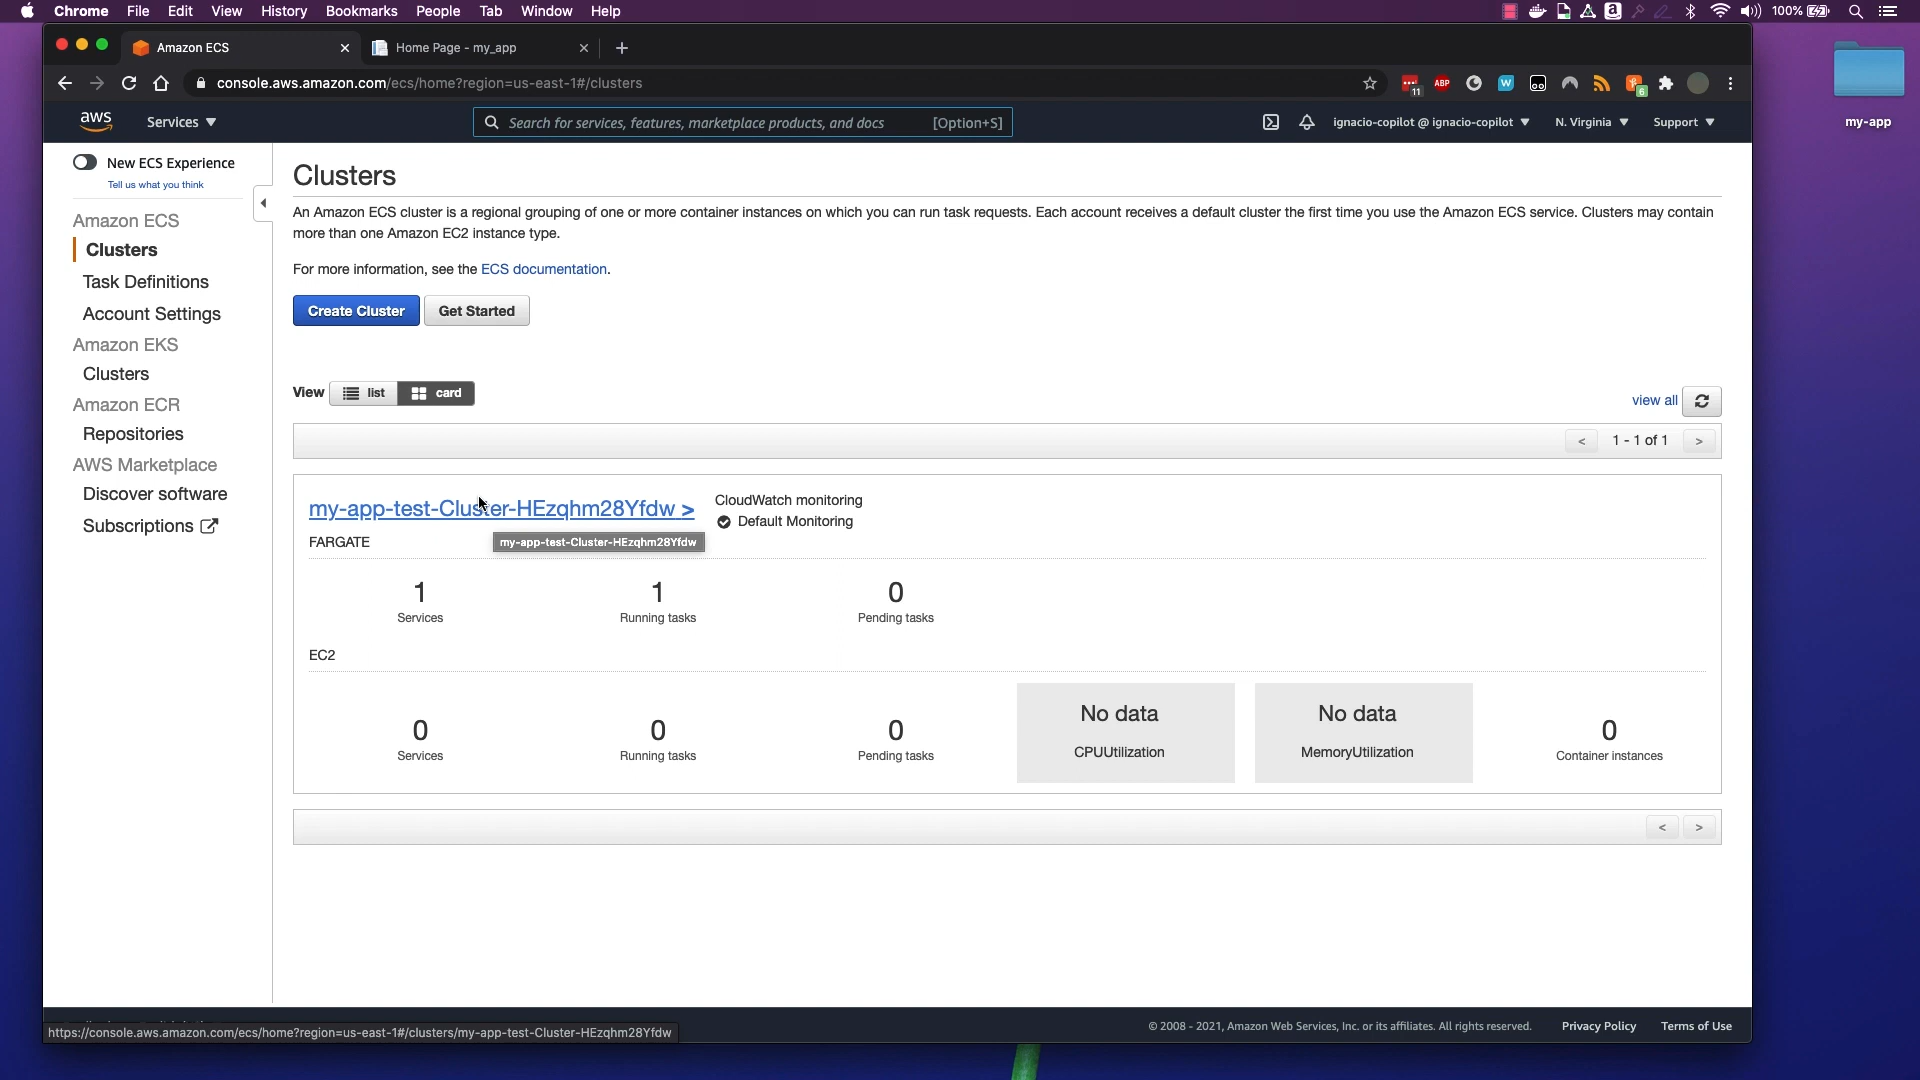 Chrome File Edit View History Bookmarks People Tab Window Help 100%
Amazon ECS Home Page - my_app
console.aws.amazon.com/ecs/home?region=us-east-1#/clusters ABP 11 6
aws Services Search for services, features, marketplace products, and docs [Option+S] ignacio-copilot @ ignacio-copilot N. Virginia Support
my-app
New ECS Experience
Tell us what you think
Amazon ECS
Clusters
Task Definitions
Account Settings
Amazon EKS
Clusters
Amazon ECR
Repositories
AWS Marketplace
Discover software
Subscriptions
Clusters
An Amazon ECS cluster is a regional grouping of one or more container instances on which you can run task requests. Each account receives a default cluster the first time you use the Amazon ECS service. Clusters may contain
more than one Amazon EC2 instance type.
For more information, see the ECS documentation.
Create Cluster Get Started
View list card
view all
< 1 - 1 of 1 >
my-app-test-Cluster-HEzqhm28Yfdw >
CloudWatch monitoring
Default Monitoring
FARGATE
my-app-test-Cluster-HEzqhm28Yfdw
1 1 0
Services Running tasks Pending tasks
EC2
0 0 0 No data No data 0
Services Running tasks Pending tasks CPUUtilization MemoryUtilization Container instances
< >
https://console.aws.amazon.com/ecs/home?region=us-east-1#/clusters/my-app-test-Cluster-HEzqhm28Yfdw
© 2008 - 2021, Amazon Web Services, Inc. or its affiliates. All rights reserved. Privacy Policy Terms of Use